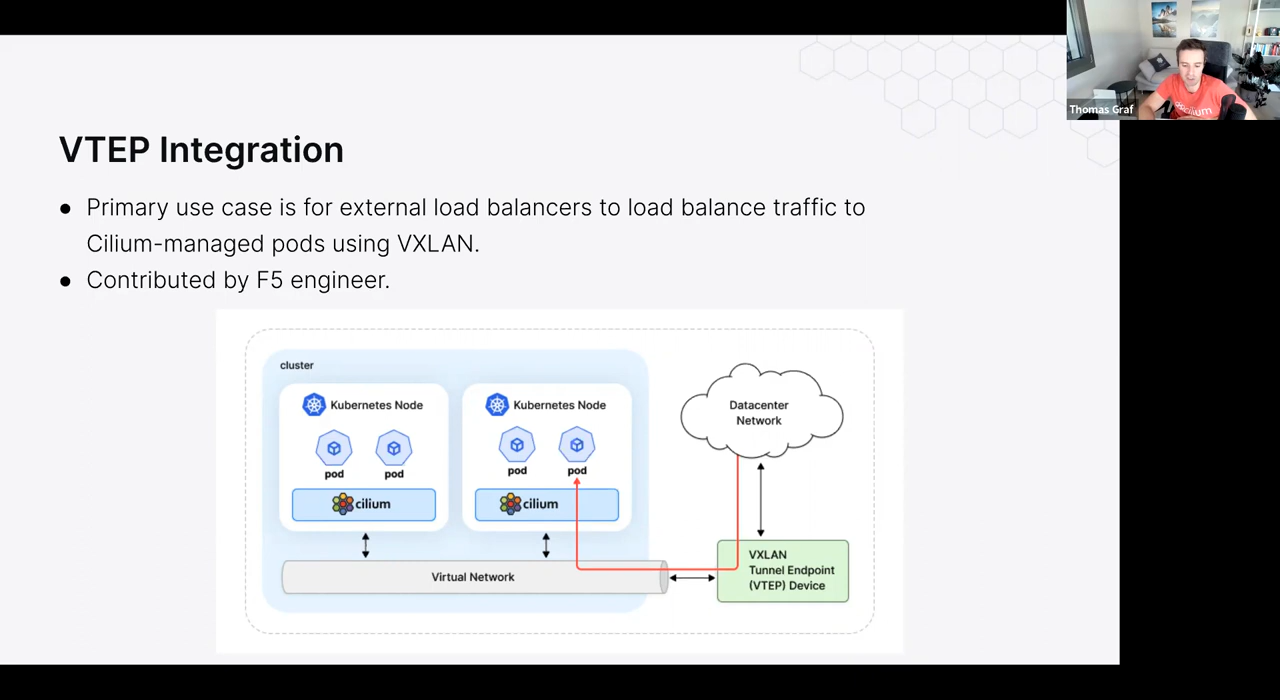 Thomas Graf
cilium
VTEP Integration
● Primary use case is for external load balancers to load balance traffic to
Cilium-managed pods using VXLAN.
● Contributed by F5 engineer.
cluster
Kubernetes Node
Kubernetes Node
pod
pod
pod
pod
cilium
cilium
Virtual Network
Datacenter
Network
VXLAN
Tunnel Endpoint
(VTEP) Device